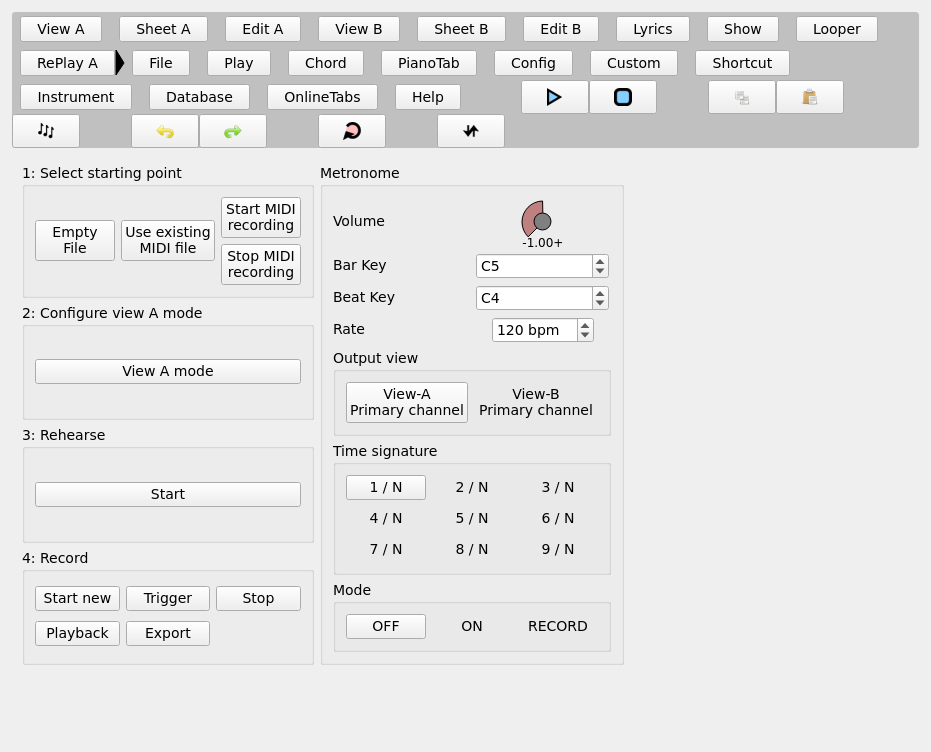 View A Sheet A Edit A View B Sheet B Edit B Lyrics Show Looper
RePlay A File Play Chord PianoTab Config Custom Shortcut
Instrument Database OnlineTabs Help
1: Select starting point
Empty
File
Use existing
MIDI file
Start MIDI
recording
Stop MIDI
recording
2: Configure view A mode
View A mode
3: Rehearse
Start
4: Record
Start new Trigger Stop
Playback Export
Metronome
Volume
-1.00+
Bar Key C5
Beat Key C4
Rate 120 bpm
Output view
View-A
Primary channel
View-B
Primary channel
Time signature
1 / N 2 / N 3 / N
4 / N 5 / N 6 / N
7 / N 8 / N 9 / N
Mode
OFF ON RECORD